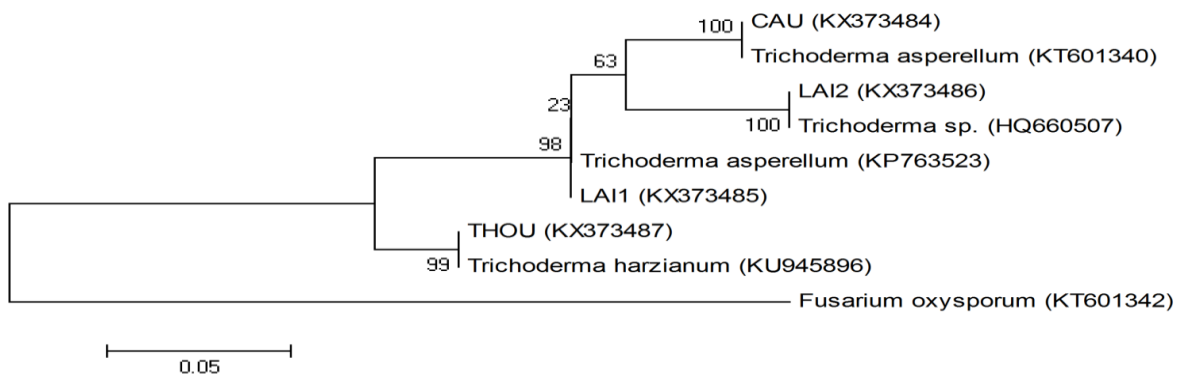 100 CAU (KX373484)
63 Trichoderma asperellum (KT601340)
LAI2 (KX373486)
23
100 Trichoderma sp. (HQ660507)
98
Trichoderma asperellum (KP763523)
LAI1 (KX373485)
THOU (KX373487)
99 Trichoderma harzianum (KU945896)
Fusarium oxysporum (KT601342)
0.05